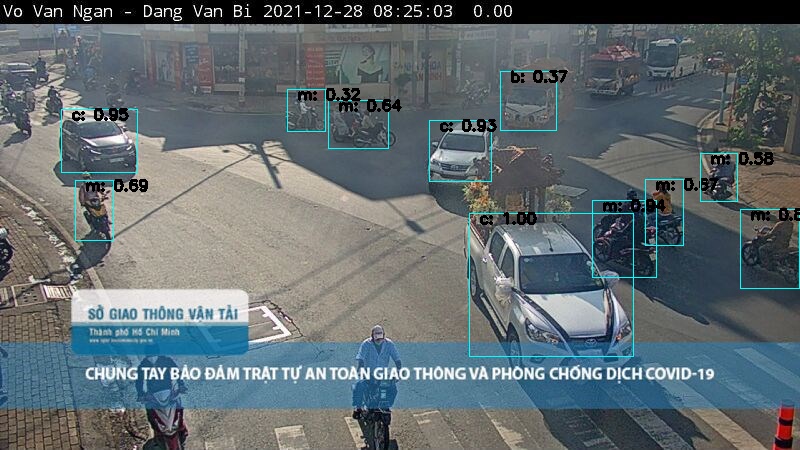 Vo Van Ngan - Dang Van Bi 2021-12-28 08:25:03 0.00
b: 0.37
m: 0.32
m: 0.64
c: 0.95
c: 0.93
m: 0.58
m: 0.69
m: 0.67
m: 0.94
m: 0.8
c: 1.00
SỞ GIAO THÔNG VẬN TẢI
Thành phố Hồ Chí Minh
CHUNG TAY BẢO ĐẢM TRẬT TỰ AN TOÀN GIAO THÔNG VÀ PHÒNG CHỐNG DỊCH COVID-19